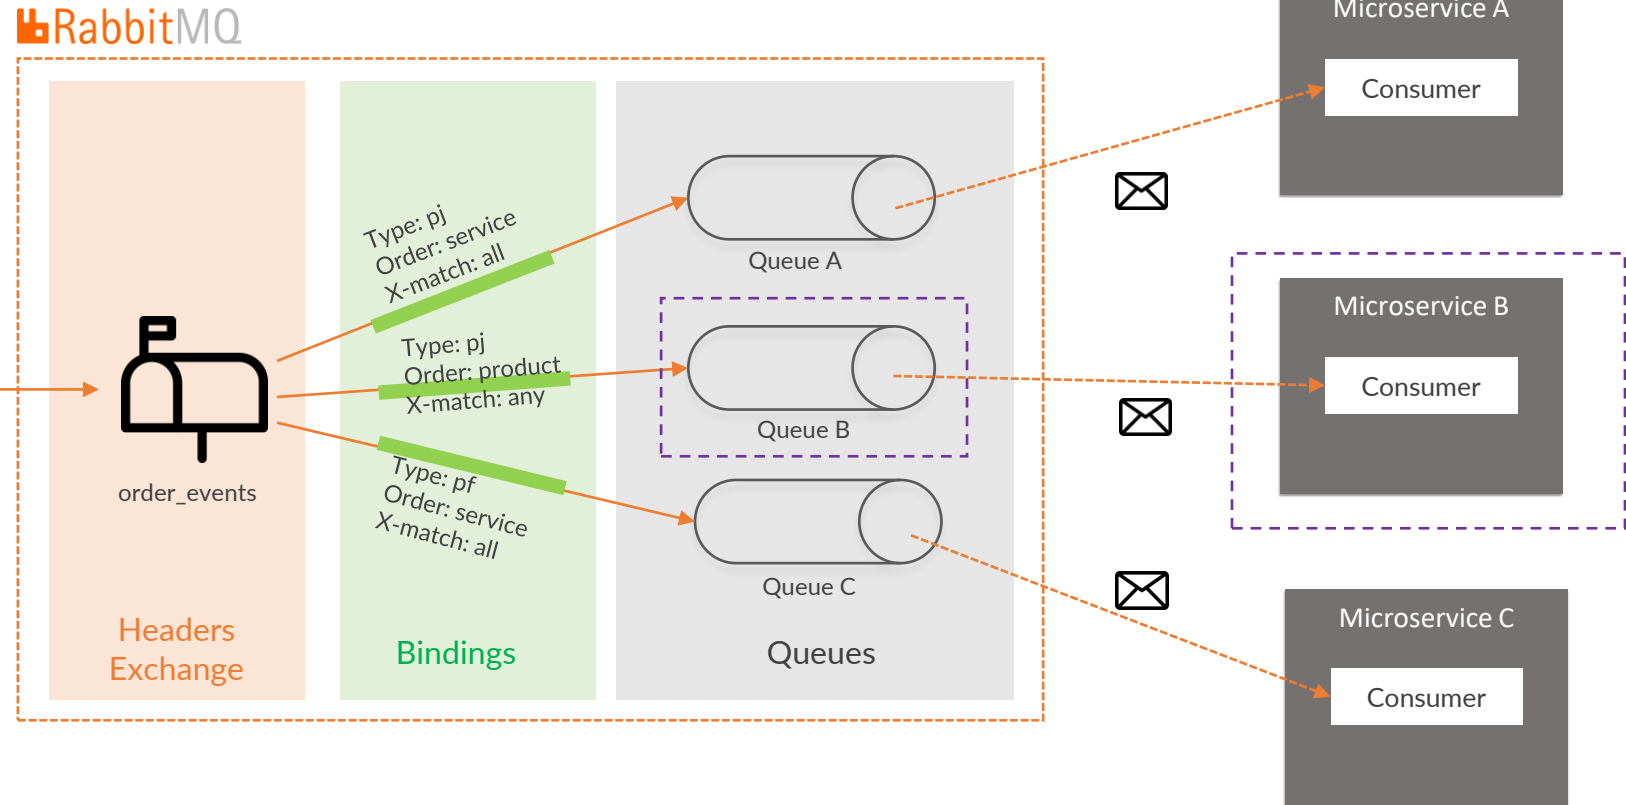 RabbitMQ
Microservice A
Consumer
Type: pj
Order: service
X-match: all
Queue A
Microservice B
Type: pj
Order: product
X-match: any
Consumer
Queue B
Type: pf
Order: service
X-match: all
order_events
Queue C
Microservice C
Headers
Exchange
Bindings
Queues
Consumer